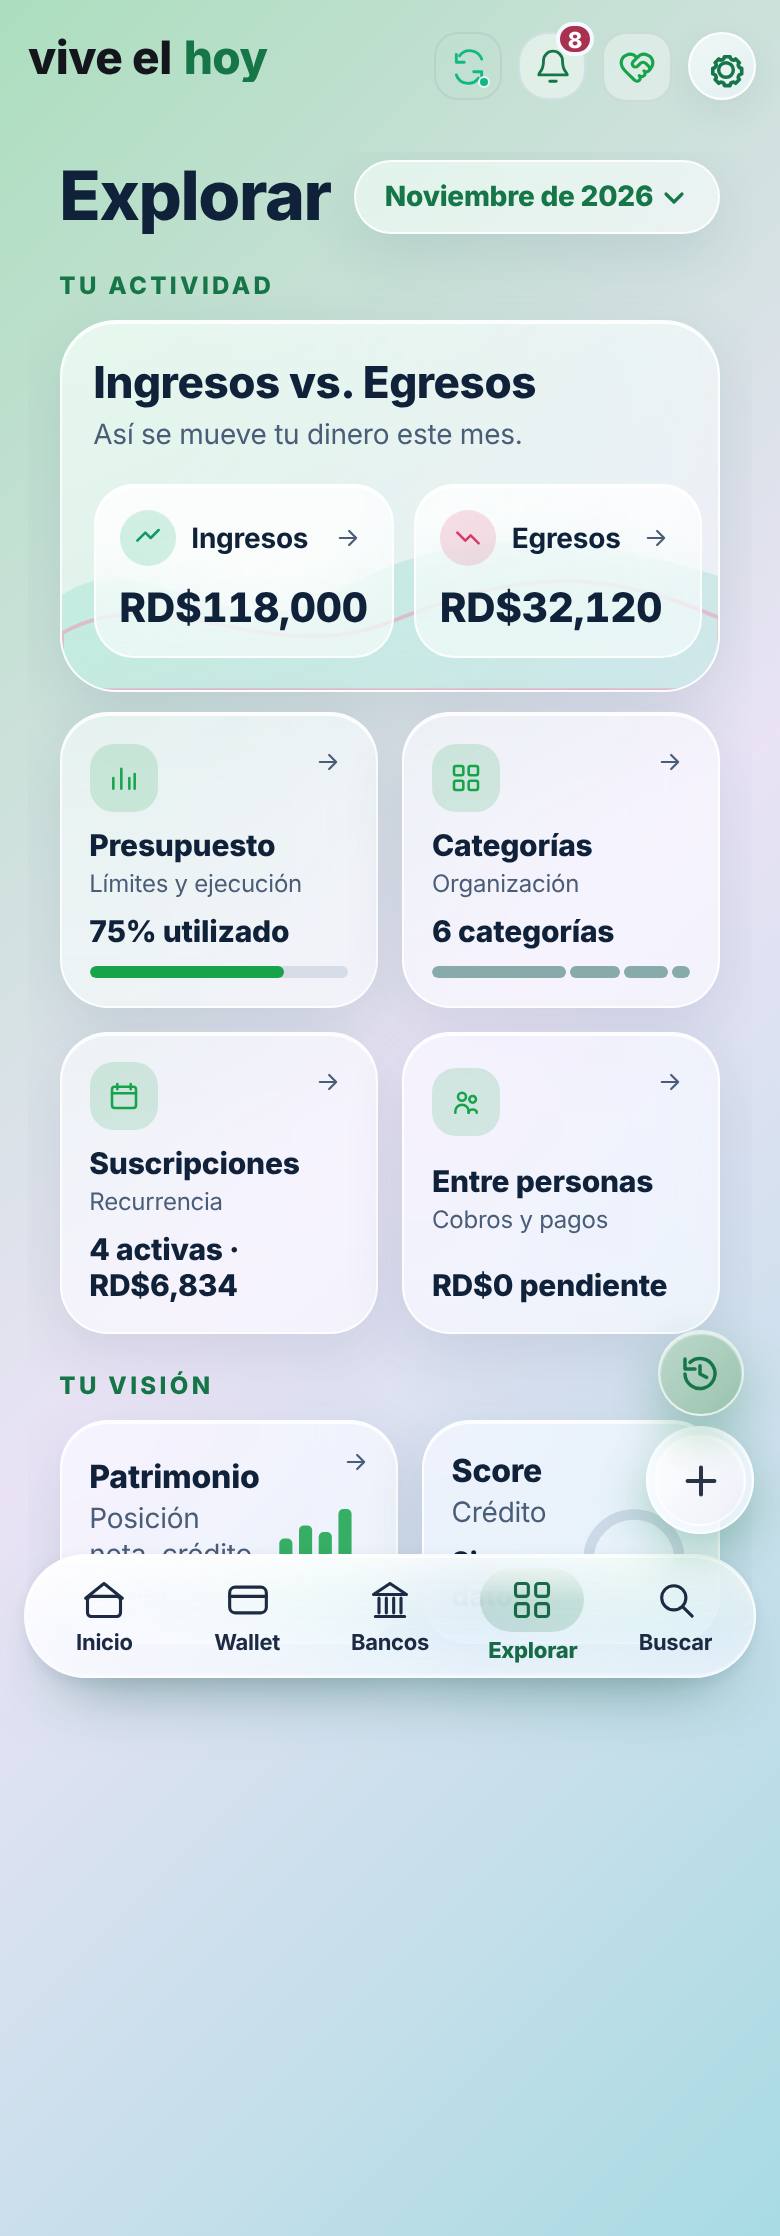 vive el hoy
8
Explorar
Noviembre de 2026
TU ACTIVIDAD
Ingresos vs. Egresos
Así se mueve tu dinero este mes.
Ingresos
Egresos
RD$118,000
RD$32,120
Presupuesto
Límites y ejecución
75% utilizado
Categorías
Organización
6 categorías
Suscripciones
Recurrencia
4 activas ·
RD$6,834
Entre personas
Cobros y pagos
RD$0 pendiente
TU VISIÓN
Patrimonio
Posición
Score
Crédito
Inicio
Wallet
Bancos
Explorar
Buscar